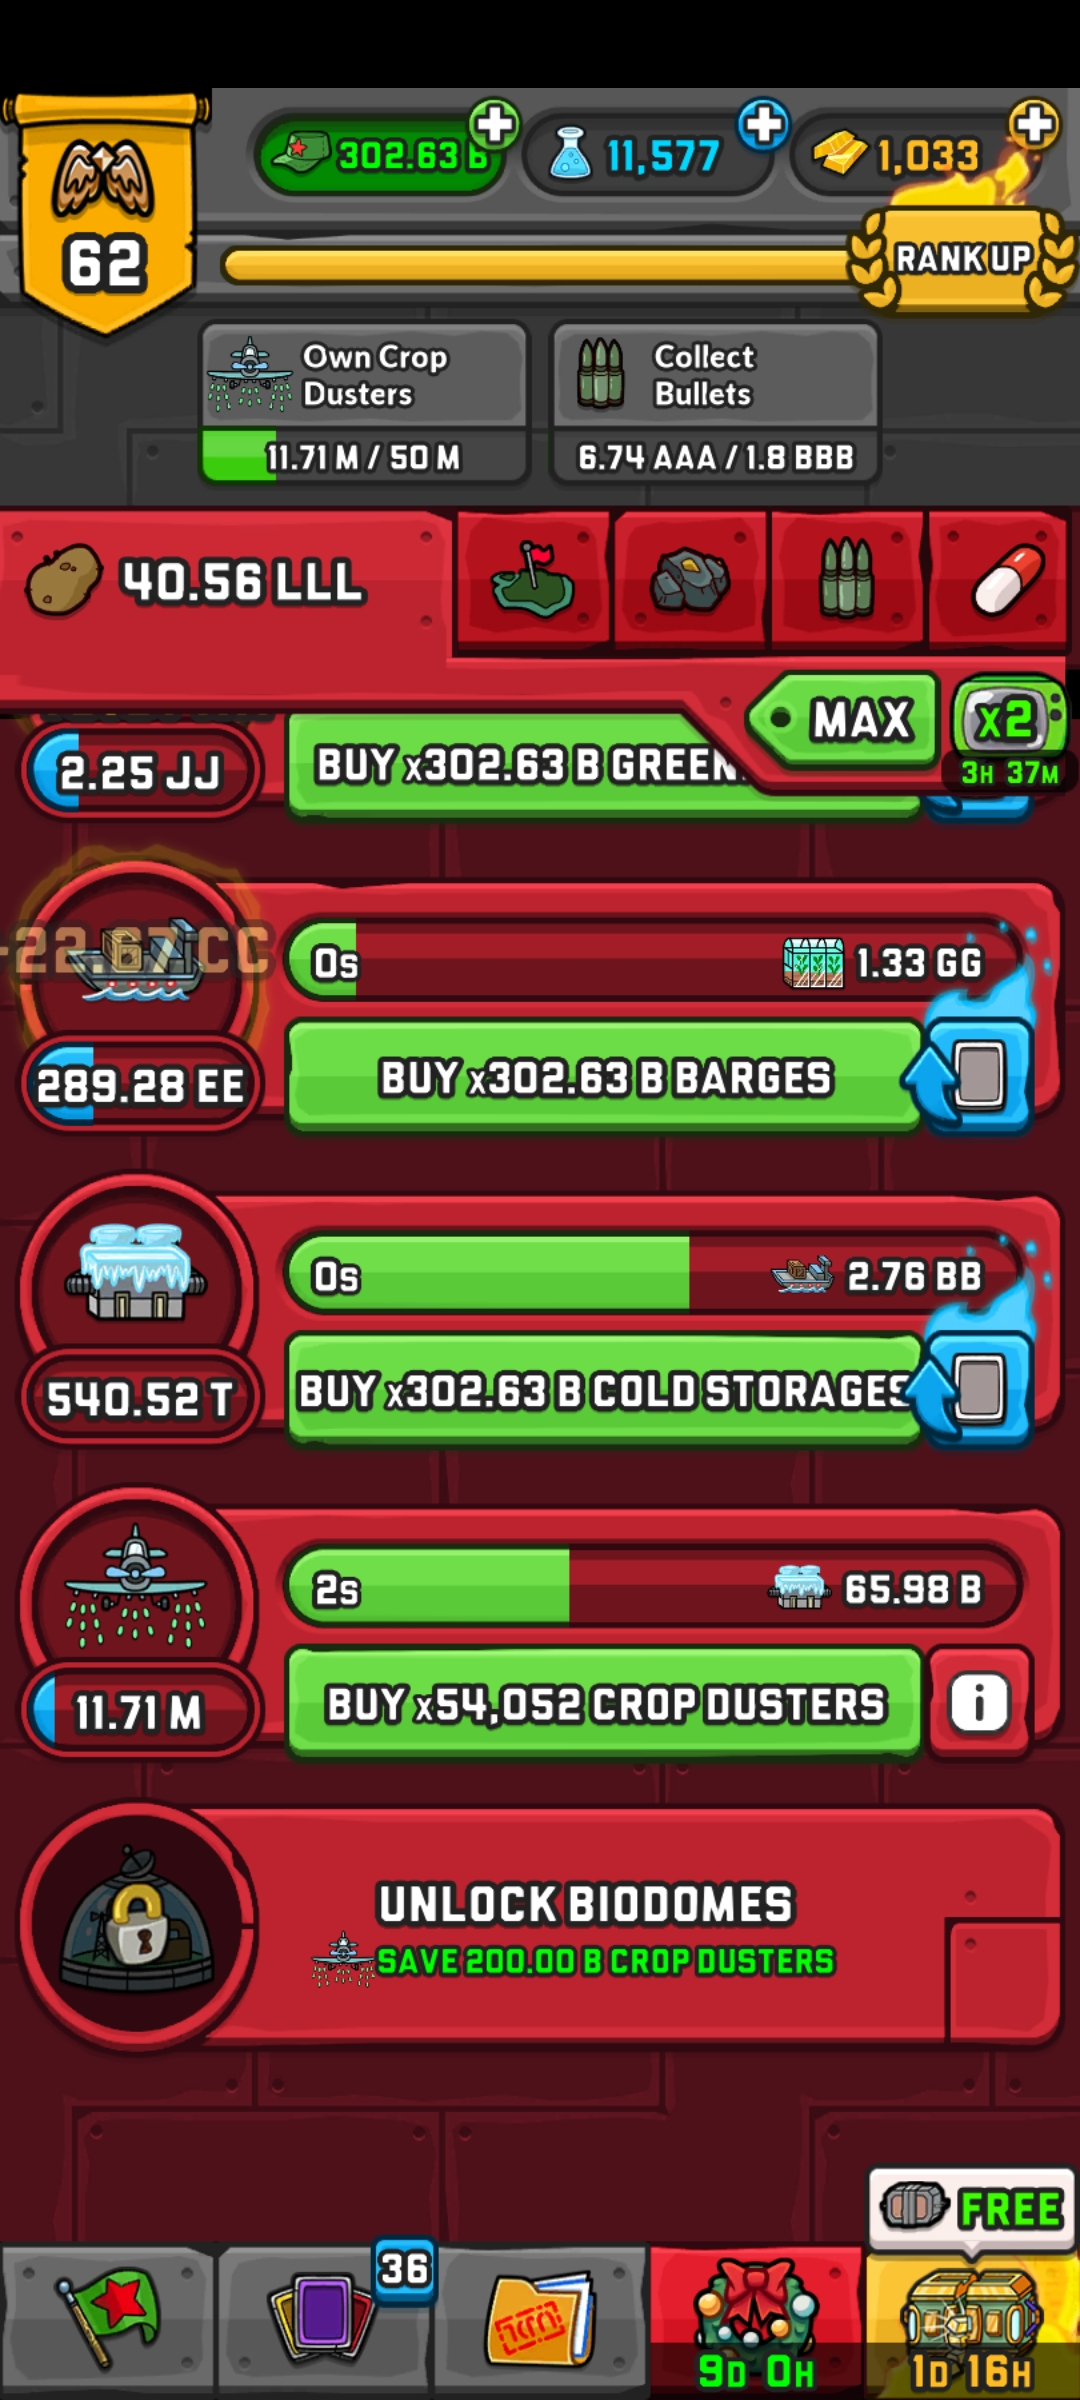 302.63 B
11,577
1,033
62
RANK UP
Own Crop
Dusters
Collect
Bullets
11.71 M / 50 M
6.74 AAA / 1.8 BBB
40.56 LLL
MAX
x2
3H 37M
2.25 JJ
BUY x302.63 B GREEN
22.67 CC
0s
1.33 GG
289.28 EE
BUY x302.63 B BARGES
0s
2.76 BB
540.52 T
BUY x302.63 B COLD STORAGES
2s
65.98 B
11.71 M
BUY x54,052 CROP DUSTERS
i
UNLOCK BIODOMES
SAVE 200.00 B CROP DUSTERS
FREE
36
9D 0H
1D 16H